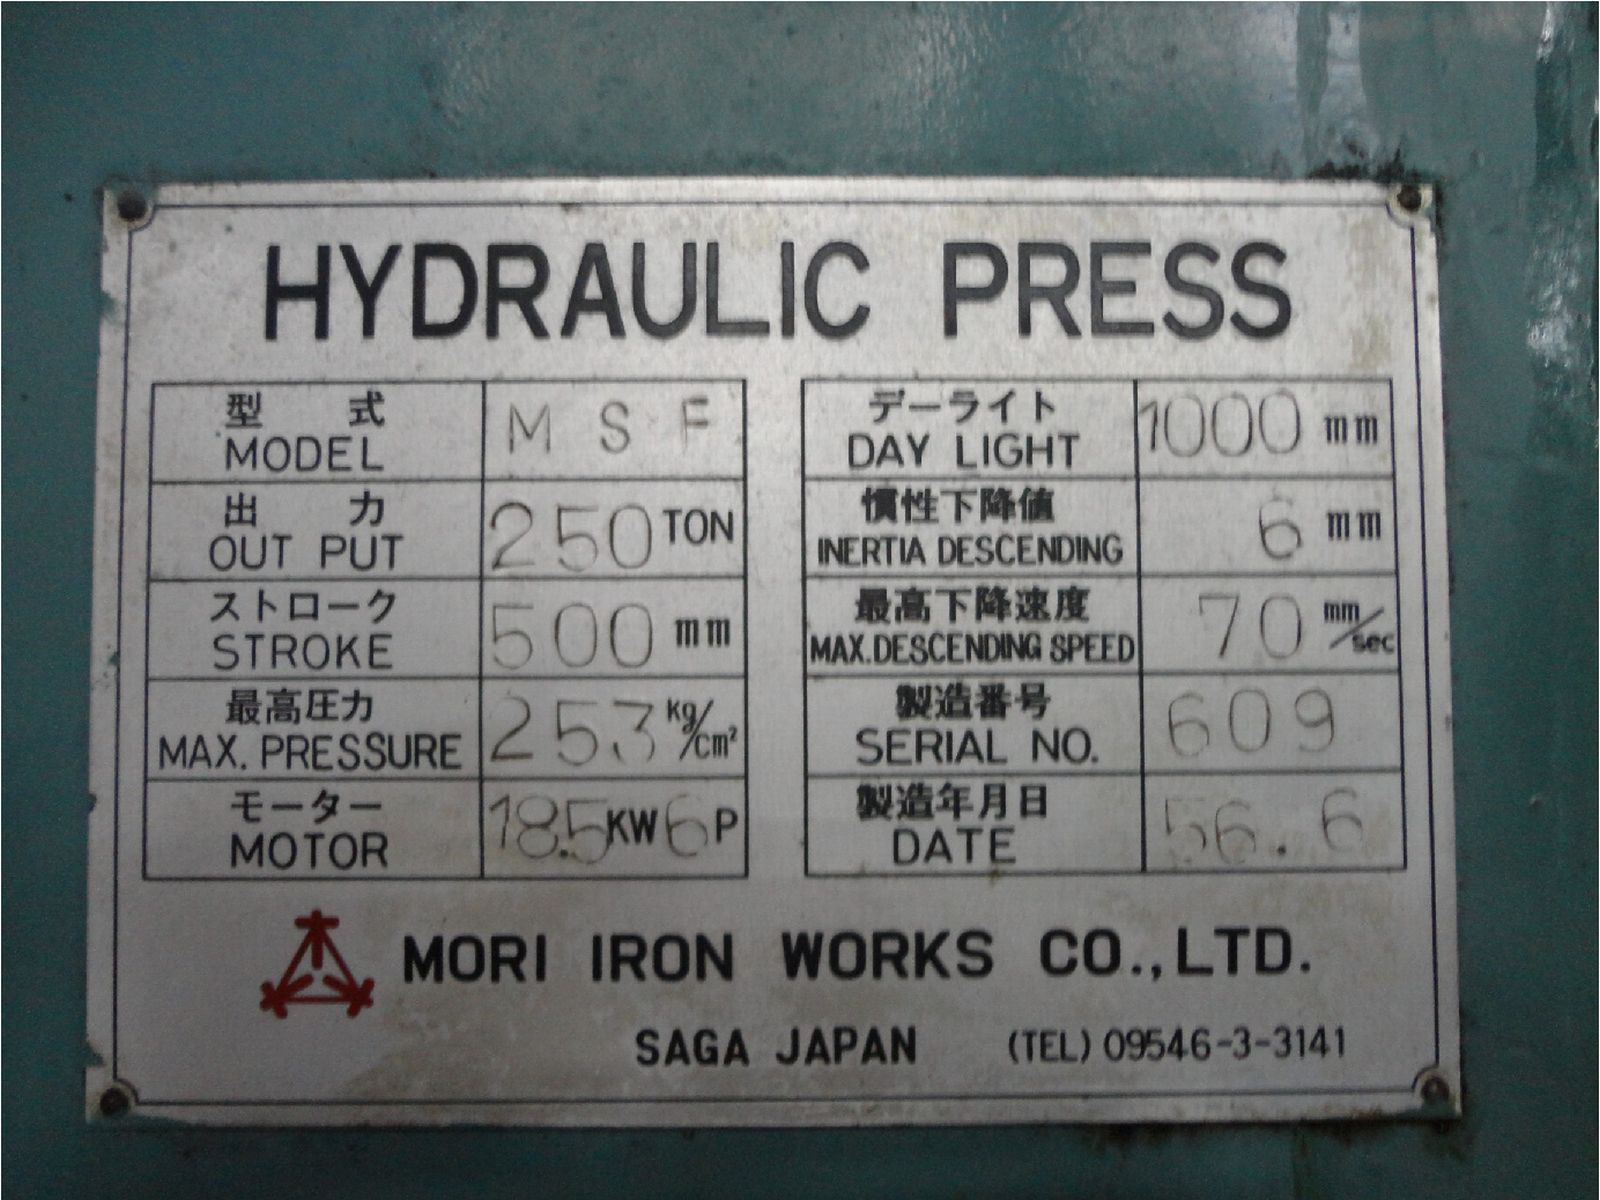 HYDRAULIC PRESS
型式
MODEL
M S F
出力
OUT PUT
250 TON
ストローク
STROKE
500 mm
最高圧力
MAX. PRESSURE
253 kg/cm²
モーター
MOTOR
18.5 KW 6 P
デーライト
DAY LIGHT
1000 mm
慣性下降値
INERTIA DESCENDING
6 mm
最高下降速度
MAX. DESCENDING SPEED
70 mm/sec
製造番号
SERIAL NO.
609
製造年月日
DATE
56.6
MORI IRON WORKS CO., LTD.
SAGA JAPAN (TEL) 09546-3-3141